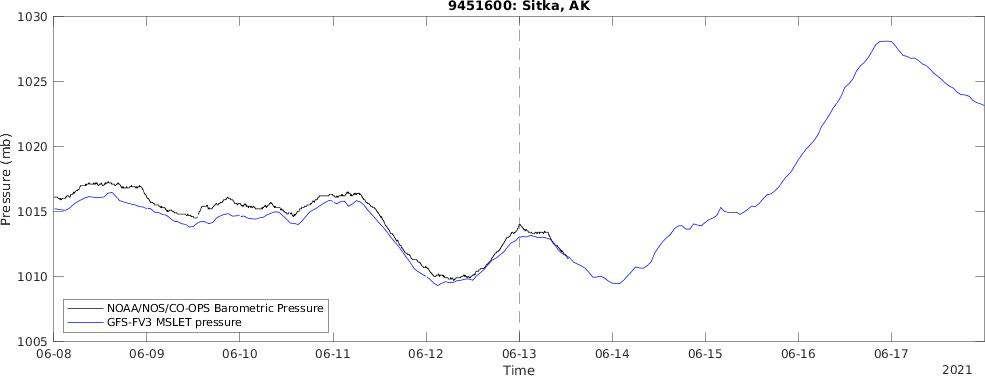 9451600: Sitka, AK
1030
1025
1020
1015
1010
1005
Pressure (mb)
NOAA/NOS/CO-OPS Barometric Pressure
GFS-FV3 MSLET pressure
06-08 06-09 06-10 06-11 06-12 06-13 06-14 06-15 06-16 06-17
Time
2021